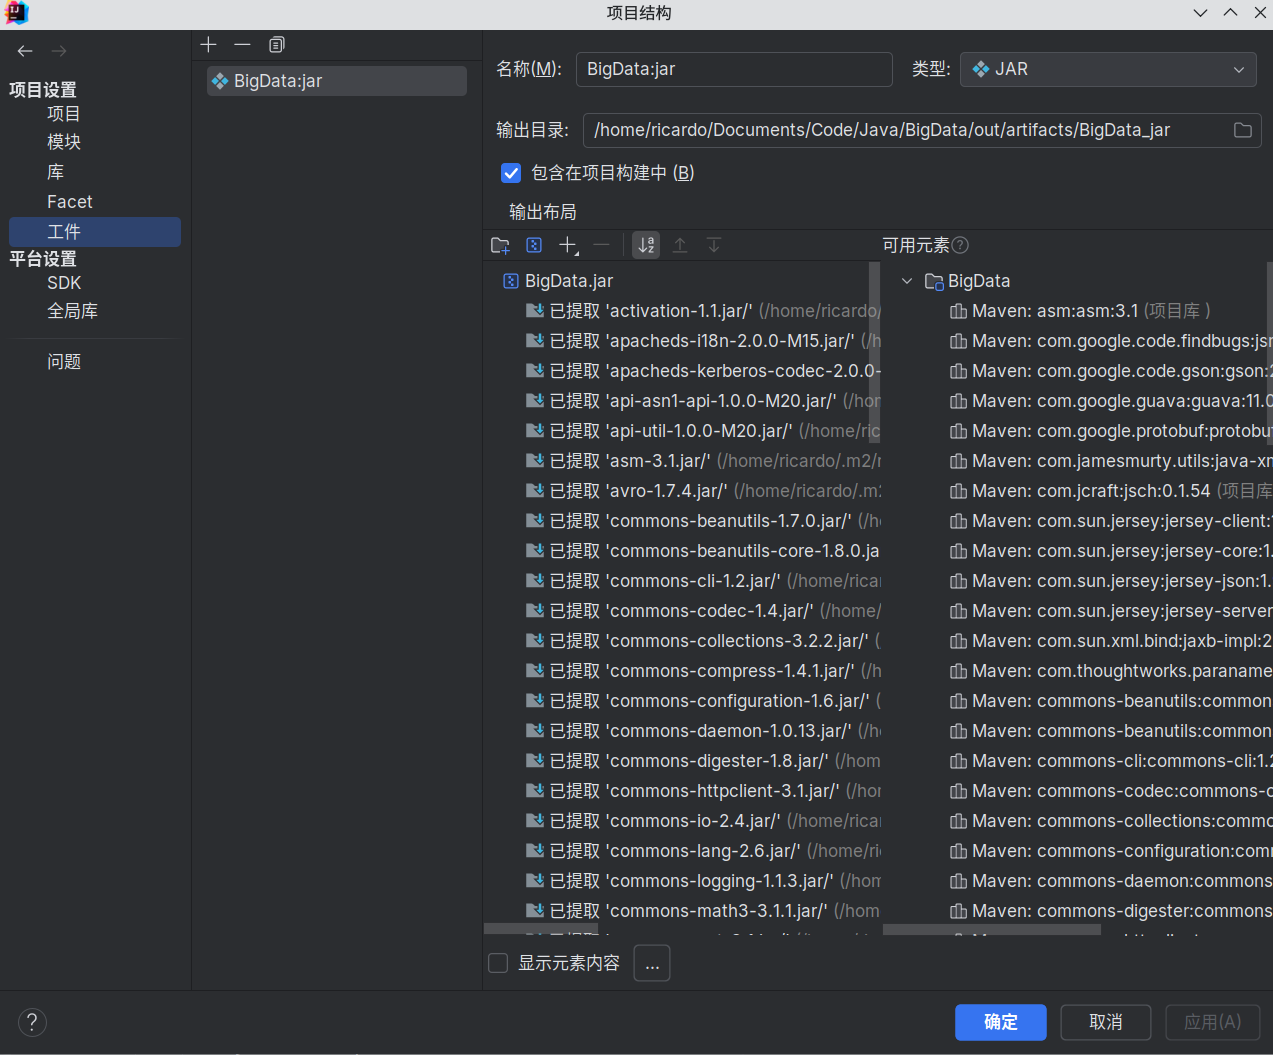 项目结构
项目设置
项目
模块
库
Facet
工件
平台设置
SDK
全局库
问题
BigData:jar
名称(M): BigData:jar 类型: JAR
输出目录: /home/ricardo/Documents/Code/Java/BigData/out/artifacts/BigData_jar
包含在项目构建中 (B)
输出布局
可用元素
BigData.jar
已提取 'activation-1.1.jar/' (/home/ricardo/
已提取 'apacheds-i18n-2.0.0-M15.jar/' (/h
已提取 'apacheds-kerberos-codec-2.0.0-
已提取 'api-asn1-api-1.0.0-M20.jar/' (/hor
已提取 'api-util-1.0.0-M20.jar/' (/home/ric
已提取 'asm-3.1.jar/' (/home/ricardo/.m2/r
已提取 'avro-1.7.4.jar/' (/home/ricardo/.m2
已提取 'commons-beanutils-1.7.0.jar/' (/h
已提取 'commons-beanutils-core-1.8.0.ja
已提取 'commons-cli-1.2.jar/' (/home/ricar
已提取 'commons-codec-1.4.jar/' (/home/
已提取 'commons-collections-3.2.2.jar/' (
已提取 'commons-compress-1.4.1.jar/' (/h
已提取 'commons-configuration-1.6.jar/' (
已提取 'commons-daemon-1.0.13.jar/' (/h
已提取 'commons-digester-1.8.jar/' (/hom
已提取 'commons-httpclient-3.1.jar/' (/hor
已提取 'commons-io-2.4.jar/' (/home/ricar
已提取 'commons-lang-2.6.jar/' (/home/ri
已提取 'commons-logging-1.1.3.jar/' (/hom
已提取 'commons-math3-3.1.1.jar/' (/hom
BigData
Maven: asm:asm:3.1 (项目库 )
Maven: com.google.code.findbugs:jsr
Maven: com.google.code.gson:gson:2
Maven: com.google.guava:guava:11.0
Maven: com.google.protobuf:protobu
Maven: com.jamesmurty.utils:java-xm
Maven: com.jcraft:jsch:0.1.54 (项目库
Maven: com.sun.jersey:jersey-client:1
Maven: com.sun.jersey:jersey-core:1.
Maven: com.sun.jersey:jersey-json:1.
Maven: com.sun.jersey:jersey-server
Maven: com.sun.xml.bind:jaxb-impl:2
Maven: com.thoughtworks.paraname
Maven: commons-beanutils:common
Maven: commons-beanutils:common
Maven: commons-cli:commons-cli:1.2
Maven: commons-codec:commons-c
Maven: commons-collections:commo
Maven: commons-configuration:comm
Maven: commons-daemon:commons
Maven: commons-digester:commons
显示元素内容 ...
? 确定 取消 应用(A)